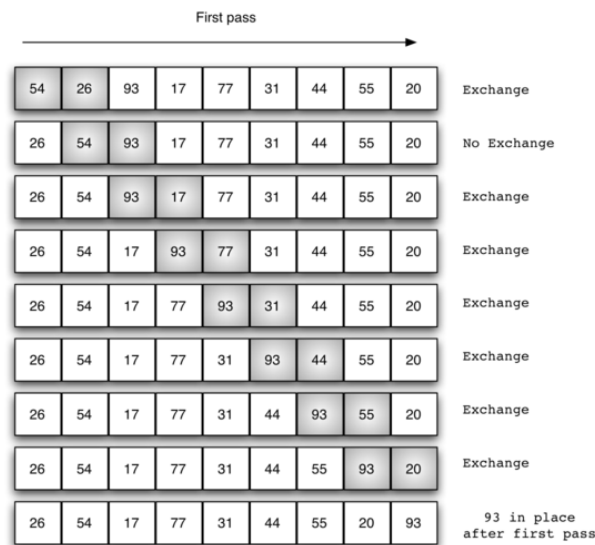 First pass
54 26 93 17 77 31 44 55 20 Exchange
26 54 93 17 77 31 44 55 20 No Exchange
26 54 93 17 77 31 44 55 20 Exchange
26 54 17 93 77 31 44 55 20 Exchange
26 54 17 77 93 31 44 55 20 Exchange
26 54 17 77 31 93 44 55 20 Exchange
26 54 17 77 31 44 93 55 20 Exchange
26 54 17 77 31 44 55 93 20 Exchange
26 54 17 77 31 44 55 20 93 93 in place
after first pass